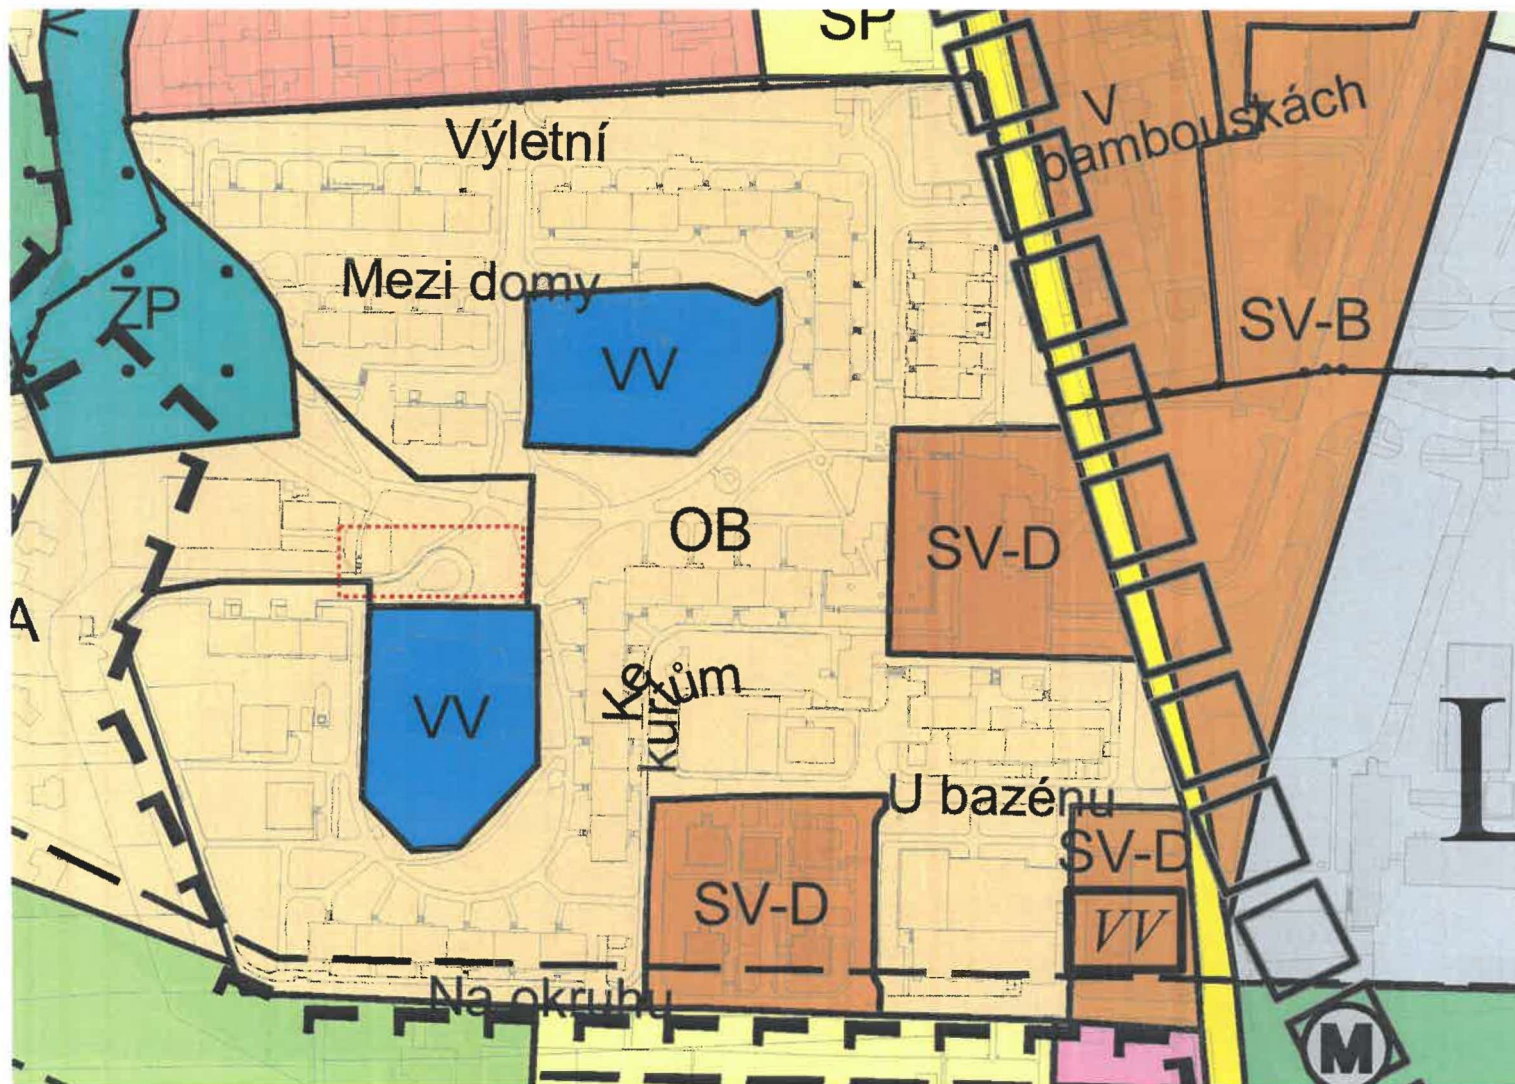 SP
V
bambouskách
Výletní
Mezi domy
ZP
SV-B
VV
OB
SV-D
A
Ke
kurtům
VV
L
U bazénu
SV-D
SV-D
VV
Na okruhu
M